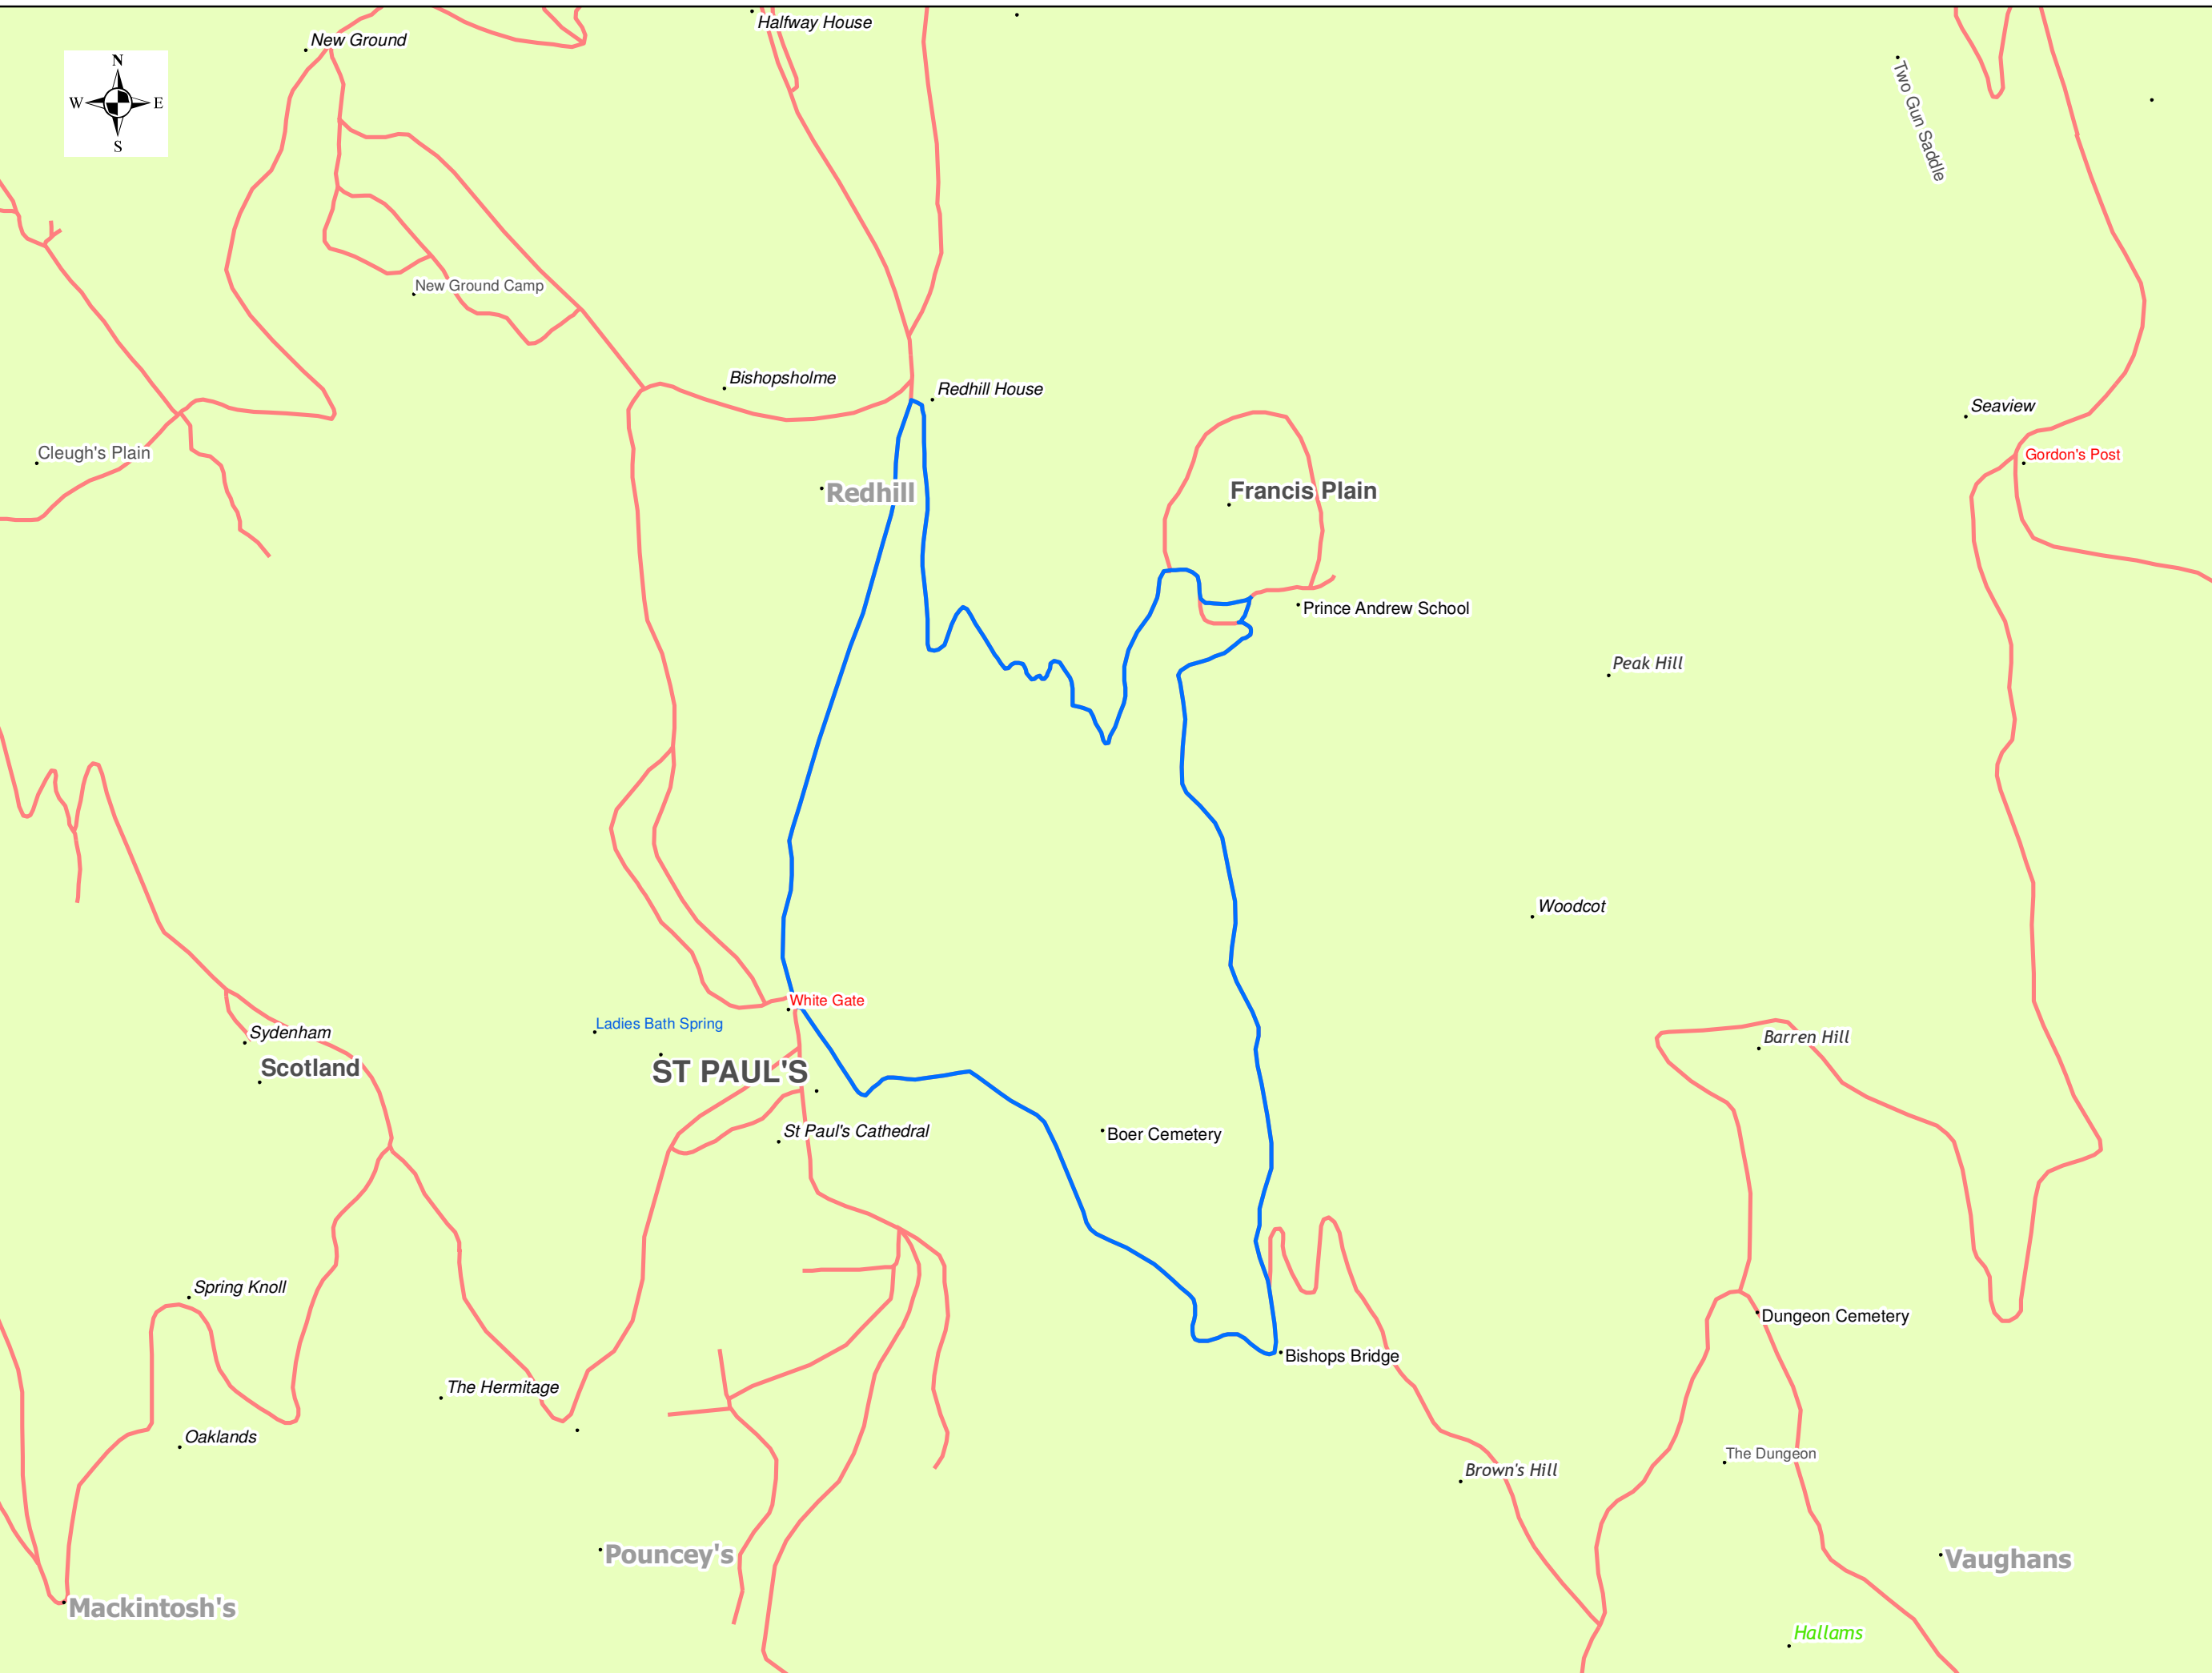 Halfway House
New Ground
N
W E
S
Two Gun Saddle
New Ground Camp
Bishopsholme
Redhill House
Seaview
Cleugh's Plain
Gordon's Post
Redhill
Francis Plain
Prince Andrew School
Peak Hill
Woodcot
White Gate
Ladies Bath Spring
Sydenham
Barren Hill
Scotland
ST PAUL'S
St Paul's Cathedral
Boer Cemetery
Spring Knoll
Dungeon Cemetery
Bishops Bridge
The Hermitage
Oaklands
The Dungeon
Brown's Hill
Pouncey's
Vaughans
Mackintosh's
Hallams